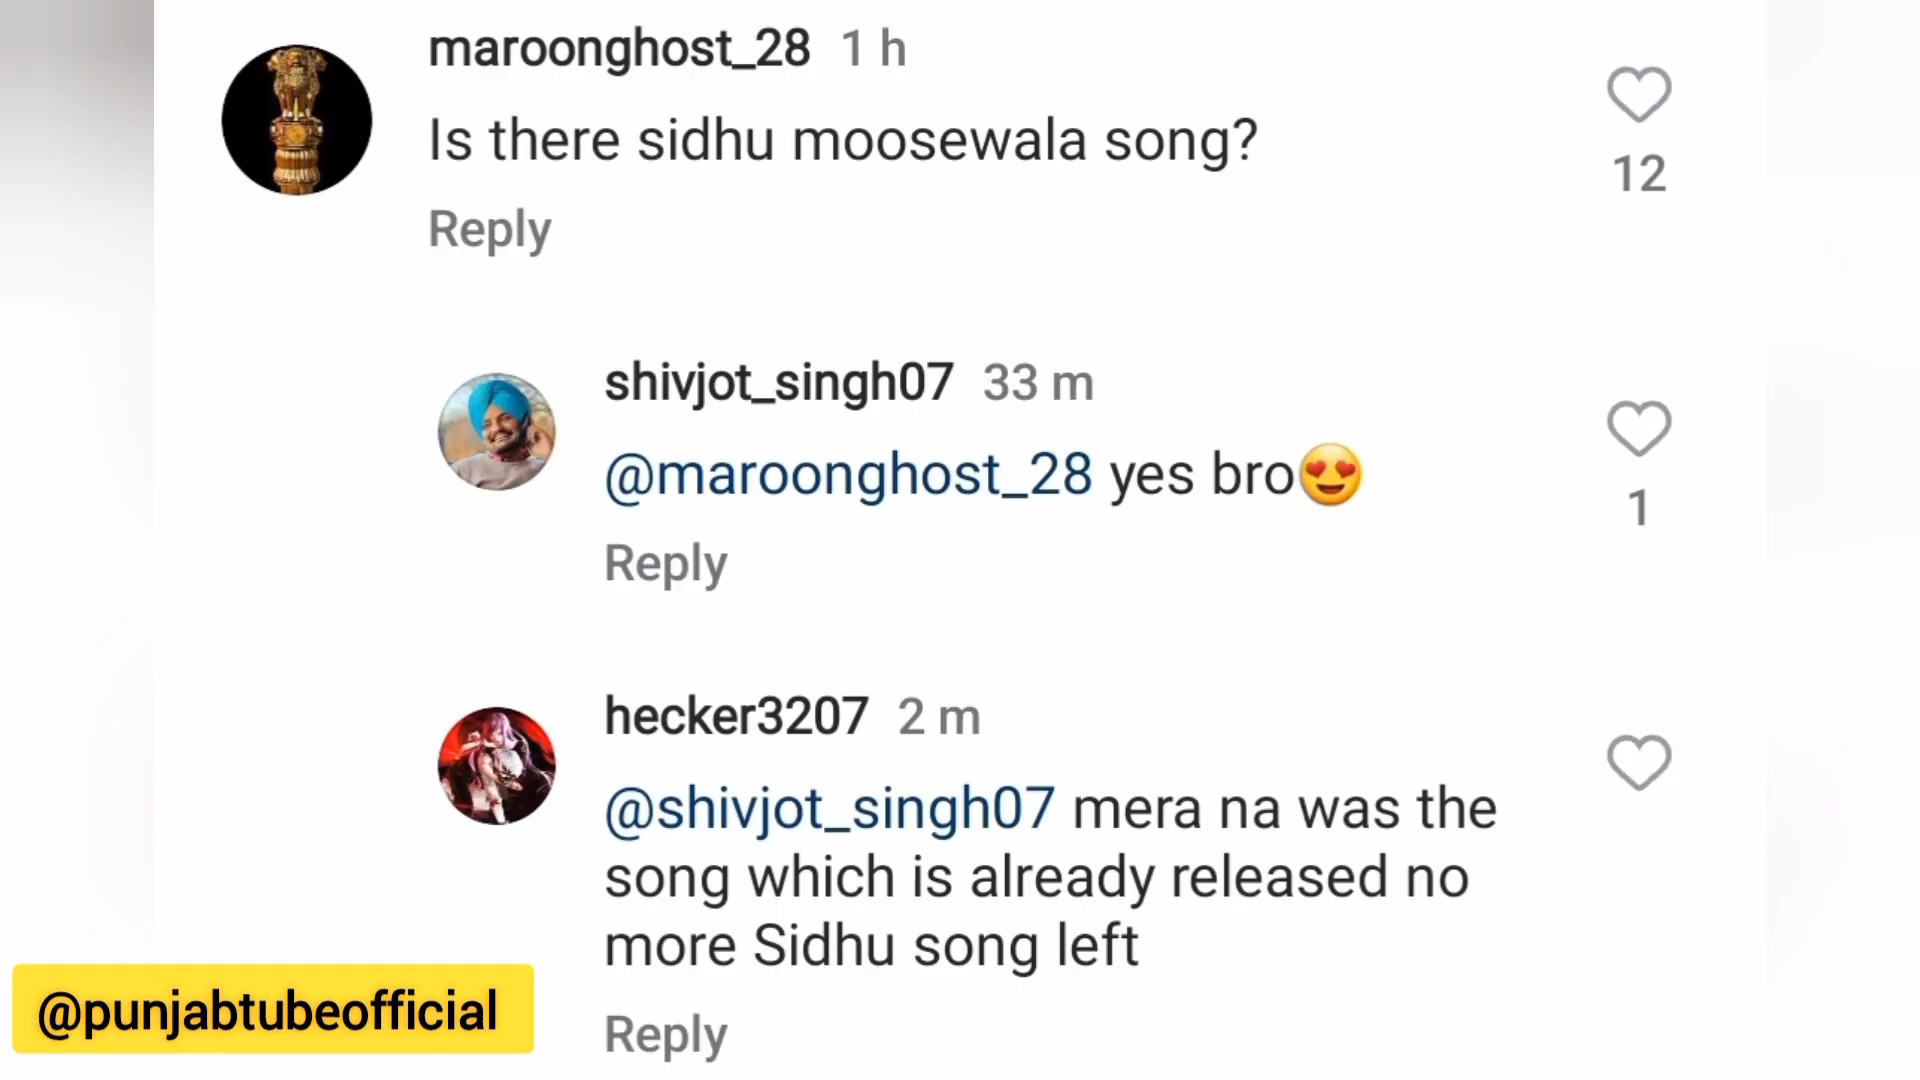 maroonghost_28 1 h
Is there sidhu moosewala song?
12
Reply
shivjot_singh07 33 m
@maroonghost_28 yes bro😍
1
Reply
hecker3207 2 m
@shivjot_singh07 mera na was the
song which is already released no
more Sidhu song left
Reply
@punjabtubeofficial